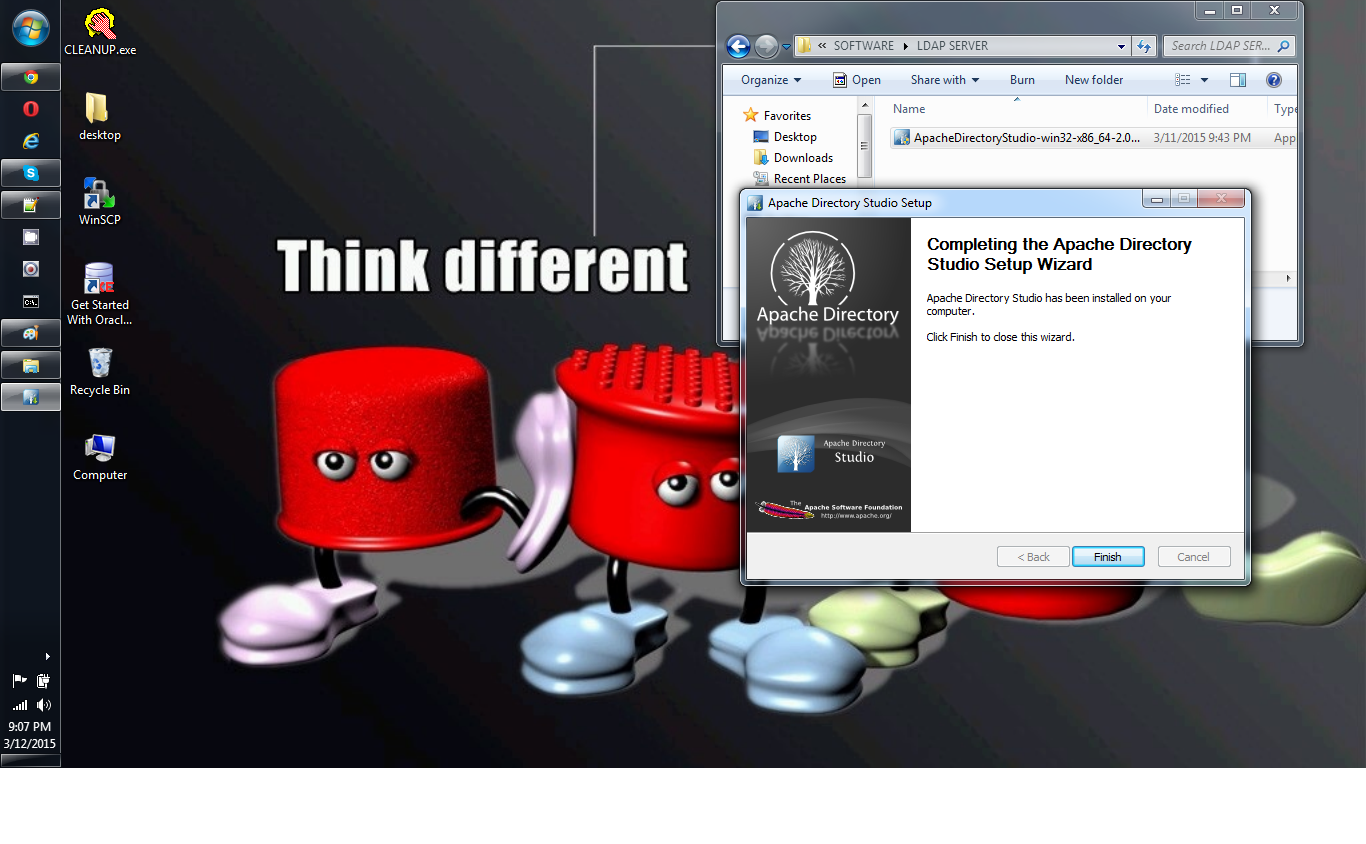 CLEANUP.exe
desktop
WinSCP
Get Started
With Oracl...
Recycle Bin
Computer
9:07 PM
3/12/2015
Think different
« SOFTWARE
LDAP SERVER
Search LDAP SER...
Organize
Open
Share with
Burn
New folder
Favorites
Desktop
Downloads
Recent Places
Name
Date modified
Type
ApacheDirectoryStudio-win32-x86_64-2.0...
3/11/2015 9:43 PM
App
Apache Directory Studio Setup
Apache Directory
Apache Directory
Studio
The
Apache Software Foundation
http://www.apache.org/
Completing the Apache Directory
Studio Setup Wizard
Apache Directory Studio has been installed on your
computer.
Click Finish to close this wizard.
< Back
Finish
Cancel